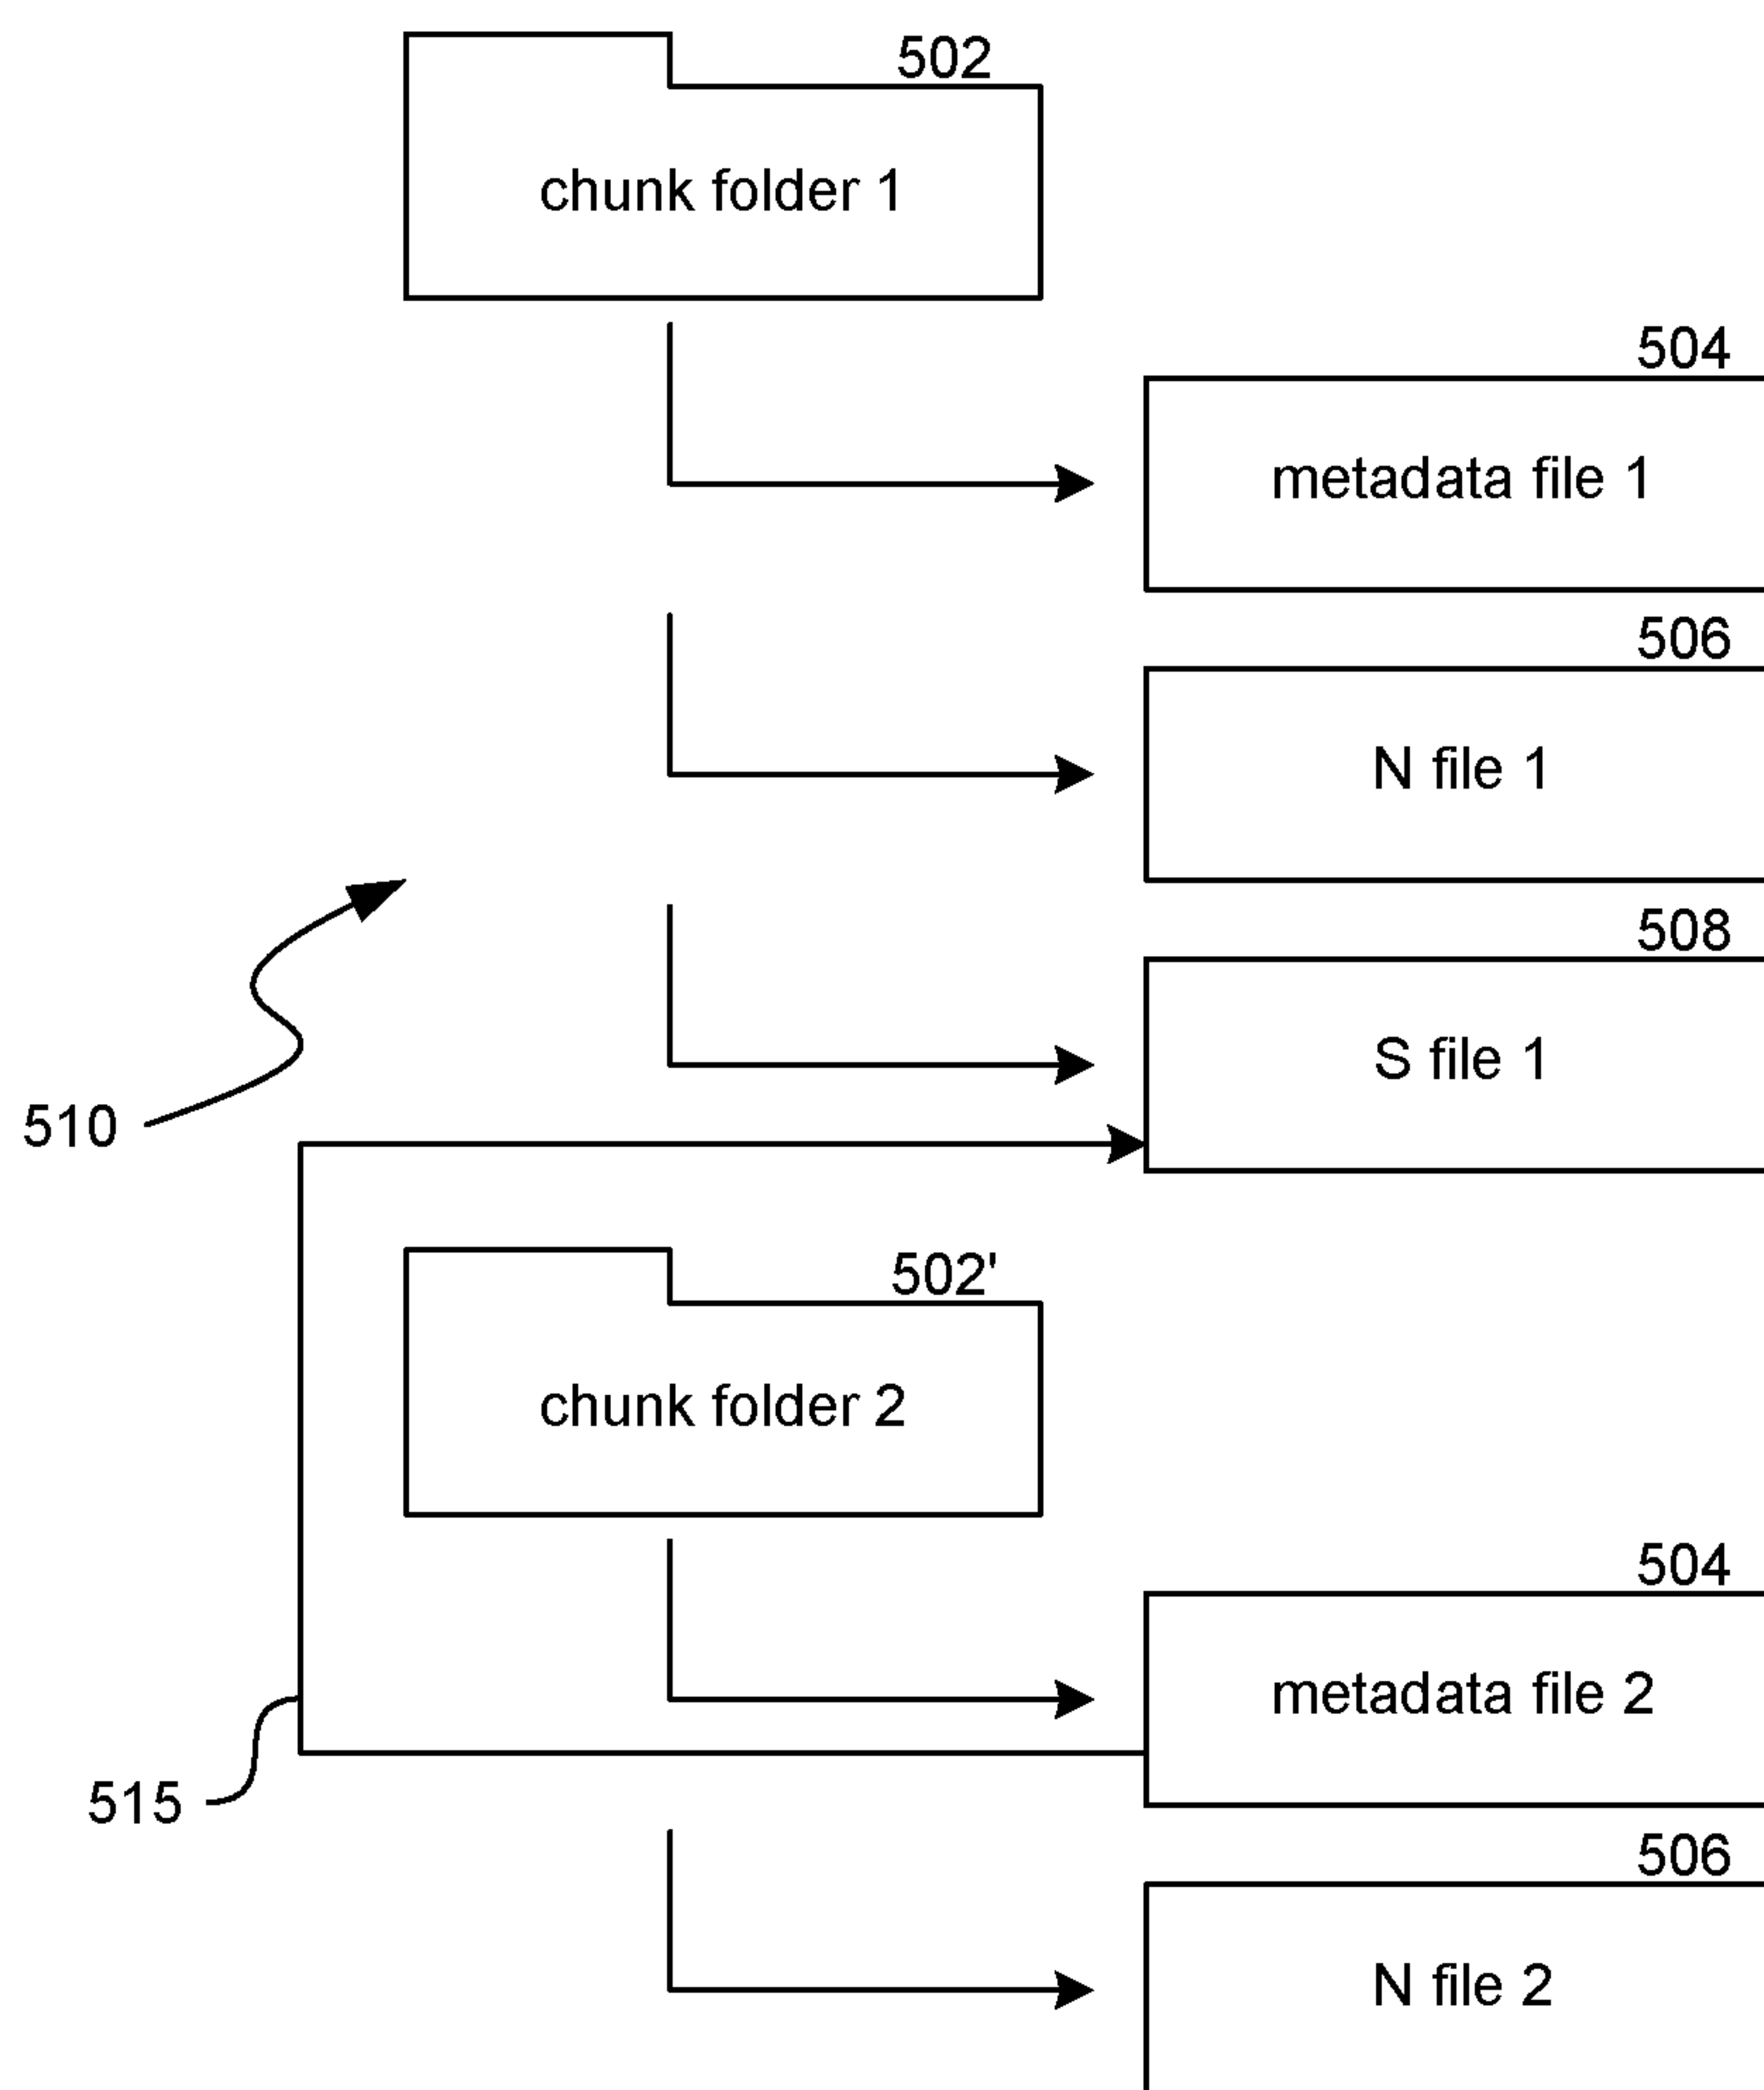 502
chunk folder 1
504
metadata file 1
506
N file 1
508
S file 1
510
502'
chunk folder 2
504
metadata file 2
515
506
N file 2